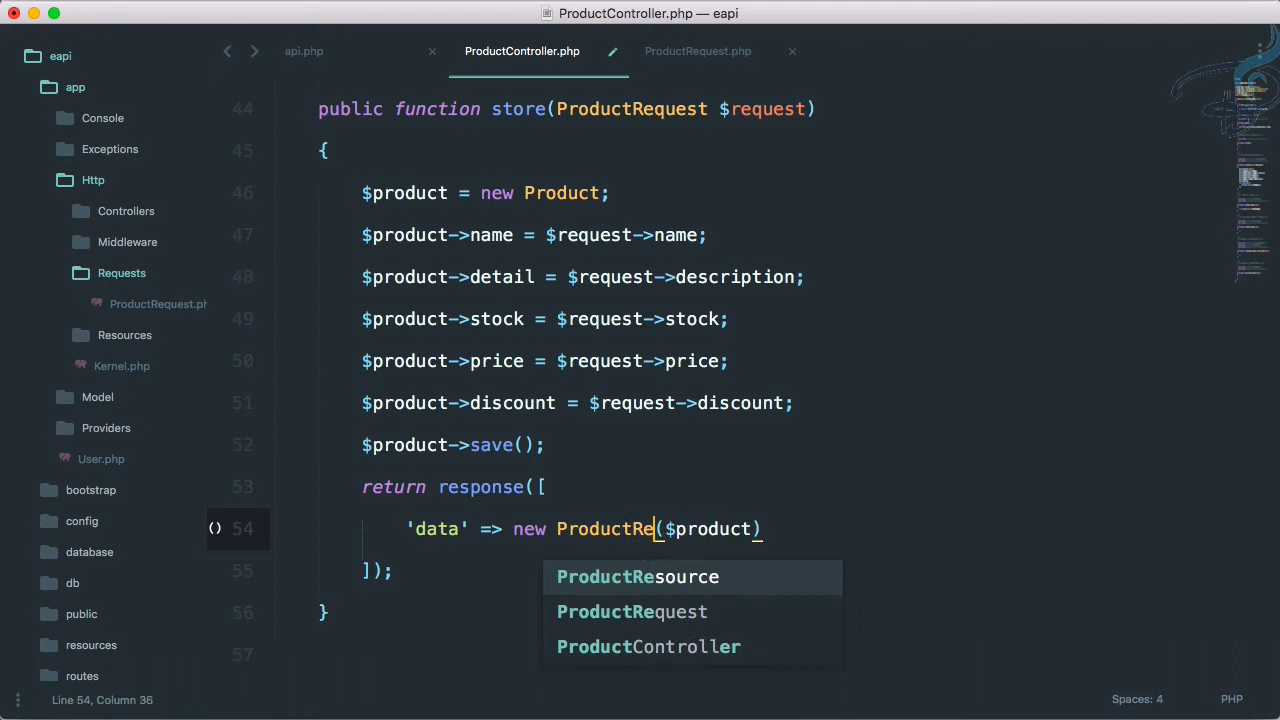 ProductController.php — eapi
eapi
app
Console
Exceptions
Http
Controllers
Middleware
Requests
ProductRequest.ph
Resources
Kernel.php
Model
Providers
User.php
bootstrap
config
database
db
public
resources
routes
api.php
ProductController.php
ProductRequest.php
44 public function store(ProductRequest $request)
45 {
46 $product = new Product;
47 $product->name = $request->name;
48 $product->detail = $request->description;
49 $product->stock = $request->stock;
50 $product->price = $request->price;
51 $product->discount = $request->discount;
52 $product->save();
53 return response([
() 54 'data' => new ProductRe($product)
55 ]);
56 }
57
ProductResource
ProductRequest
ProductController
Line 54, Column 36
Spaces: 4
PHP